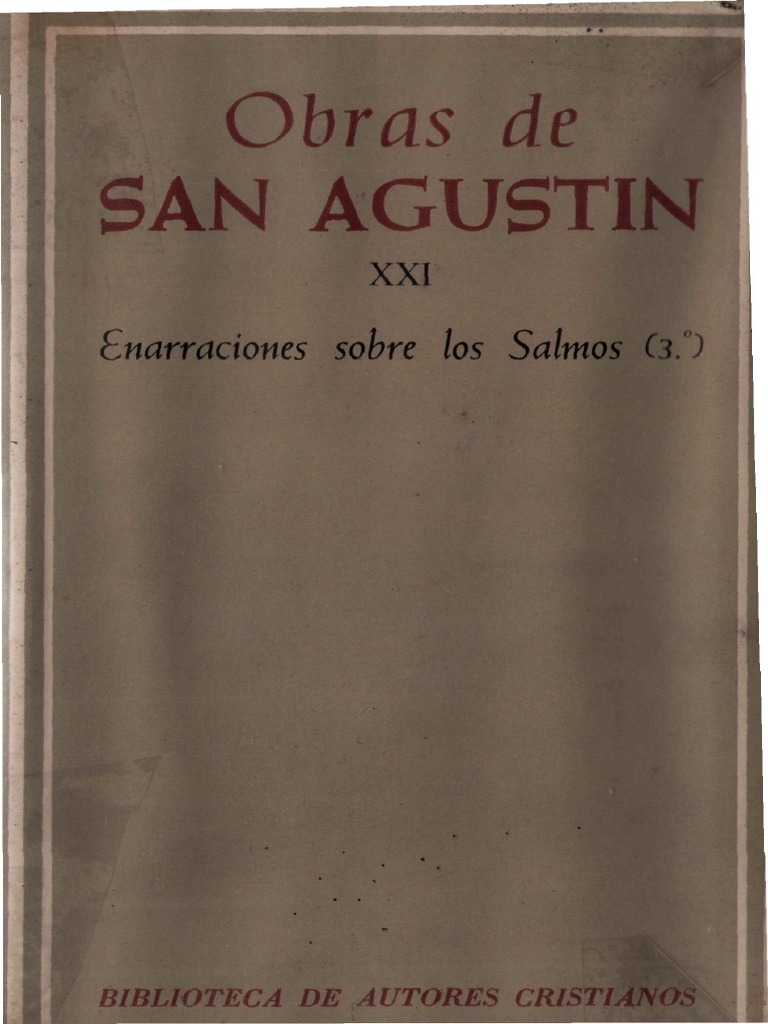 Obras de
SAN AGUSTIN
XXI
Enarraciones sobre los Salmos (3.º)
BIBLIOTECA DE AUTORES CRISTIANOS